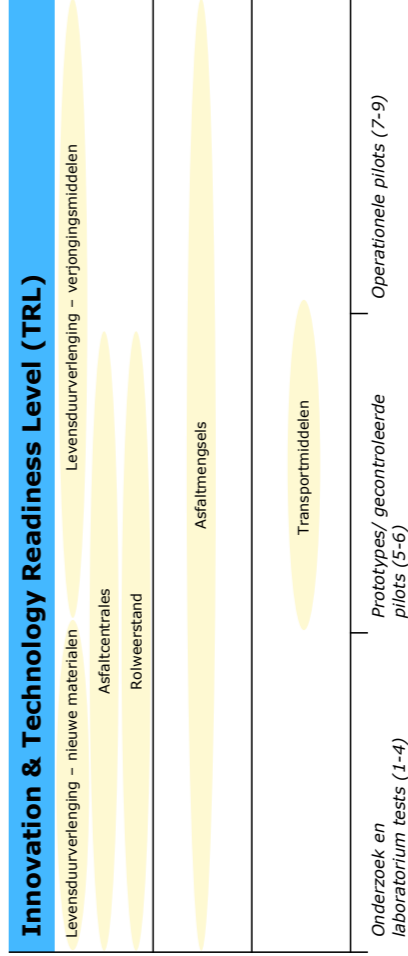 Innovation & Technology Readiness Level (TRL)
Levensduurverlenging – nieuwe materialen
Levensduurverlenging – verjongingsmiddelen
Asfaltcentrales
Rolweerstand
Asfaltmengsels
Transportmiddelen
Onderzoek en
laboratorium tests (1-4)
Prototypes/ gecontroleerde
pilots (5-6)
Operationele pilots (7-9)